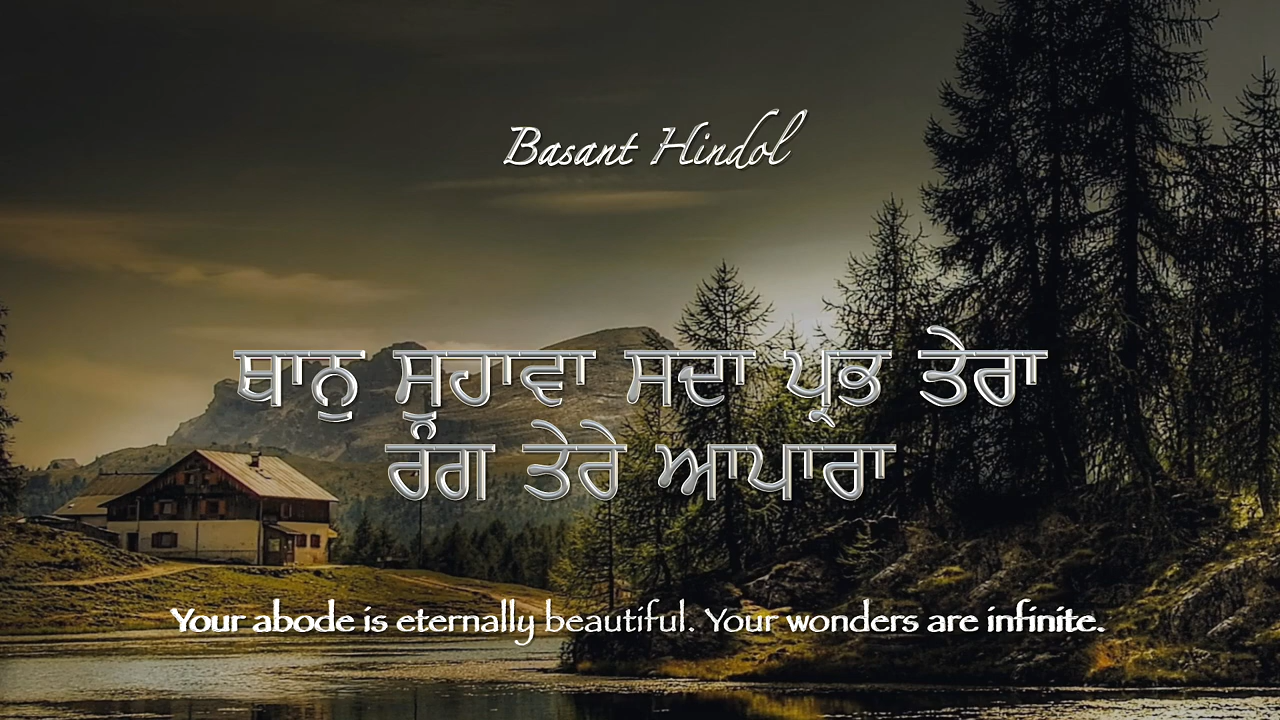 Basant Hindol
ਥਾਨੁ ਸੁਹਾਵਾ ਸਦਾ ਪ੍ਰਭ ਤੇਰਾ
ਰੰਗ ਤੇਰੇ ਆਪਾਰਾ
Your abode is eternally beautiful. Your wonders are infinite.